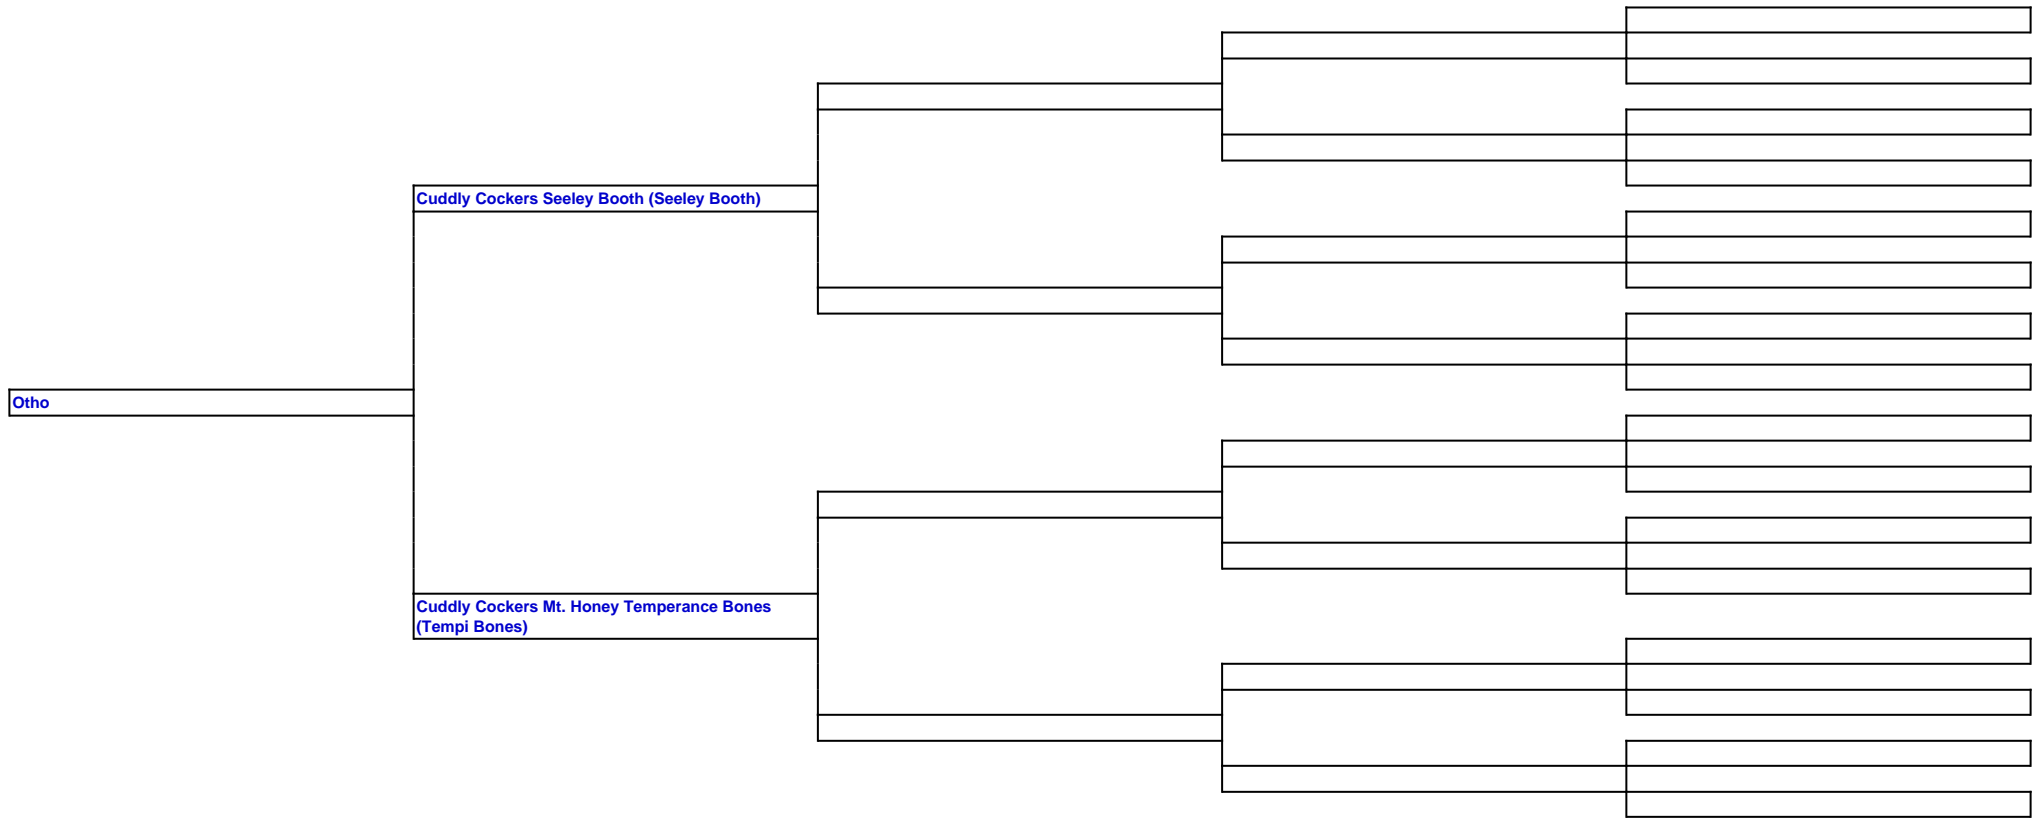 Cuddly Cockers Seeley Booth (Seeley Booth)
Otho
Cuddly Cockers Mt. Honey Temperance Bones
(Tempi Bones)